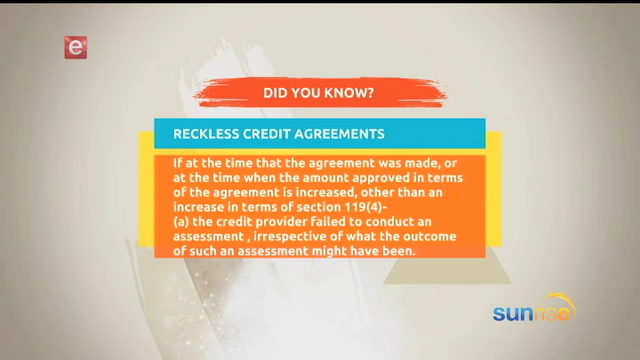 e
DID YOU KNOW?
RECKLESS CREDIT AGREEMENTS
If at the time that the agreement was made, or
at the time when the amount approved in terms
of the agreement is increased, other than an
increase in terms of section 119(4)-
(a) the credit provider failed to conduct an
assessment , irrespective of what the outcome
of such an assessment might have been.
sunrise